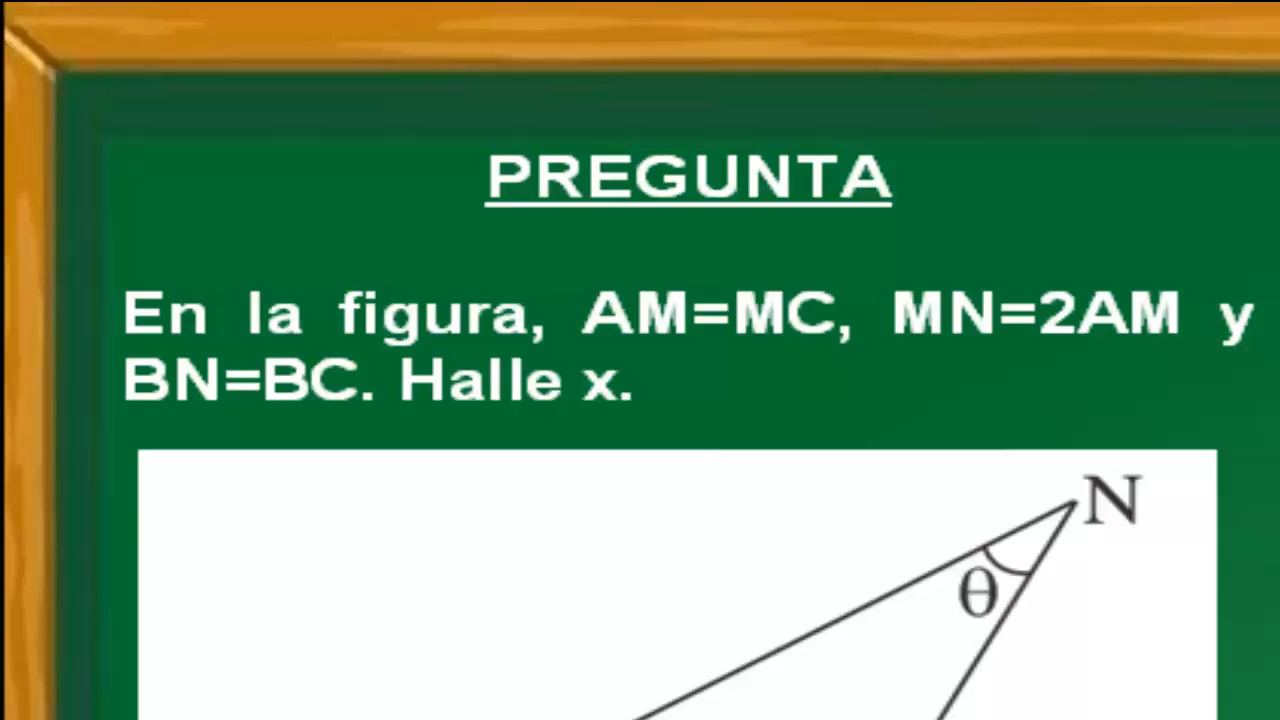 PREGUNTA
En la figura, AM=MC, MN=2AM y
BN=BC. Halle x.
N
θ